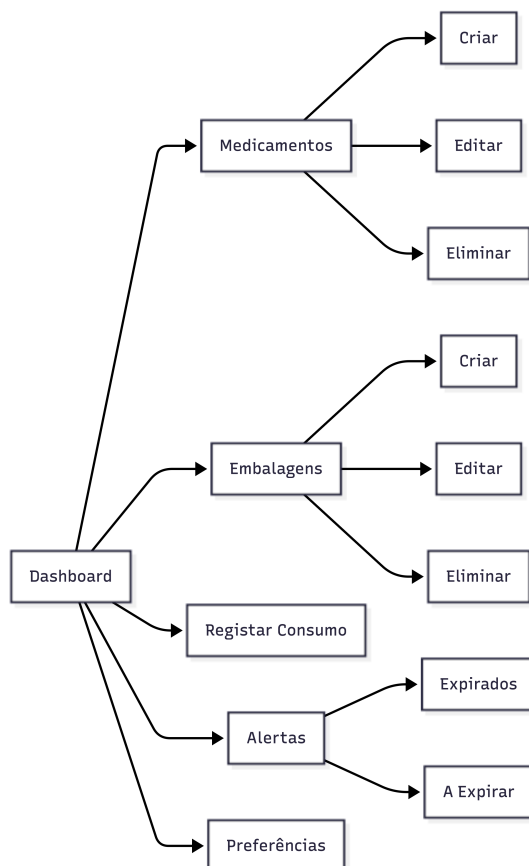 Criar
Medicamentos
Editar
Eliminar
Criar
Embalagens
Editar
Eliminar
Dashboard
Registar Consumo
Expirados
Alertas
A Expirar
Preferências